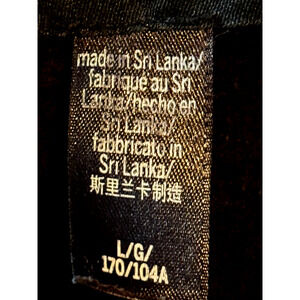 made in Sri Lanka/
fabriqué au Sri
Lanka/hecho en
Sri Lanka/
fabbricato in
Sri Lanka/
斯里兰卡制造
L/G/
170/104A